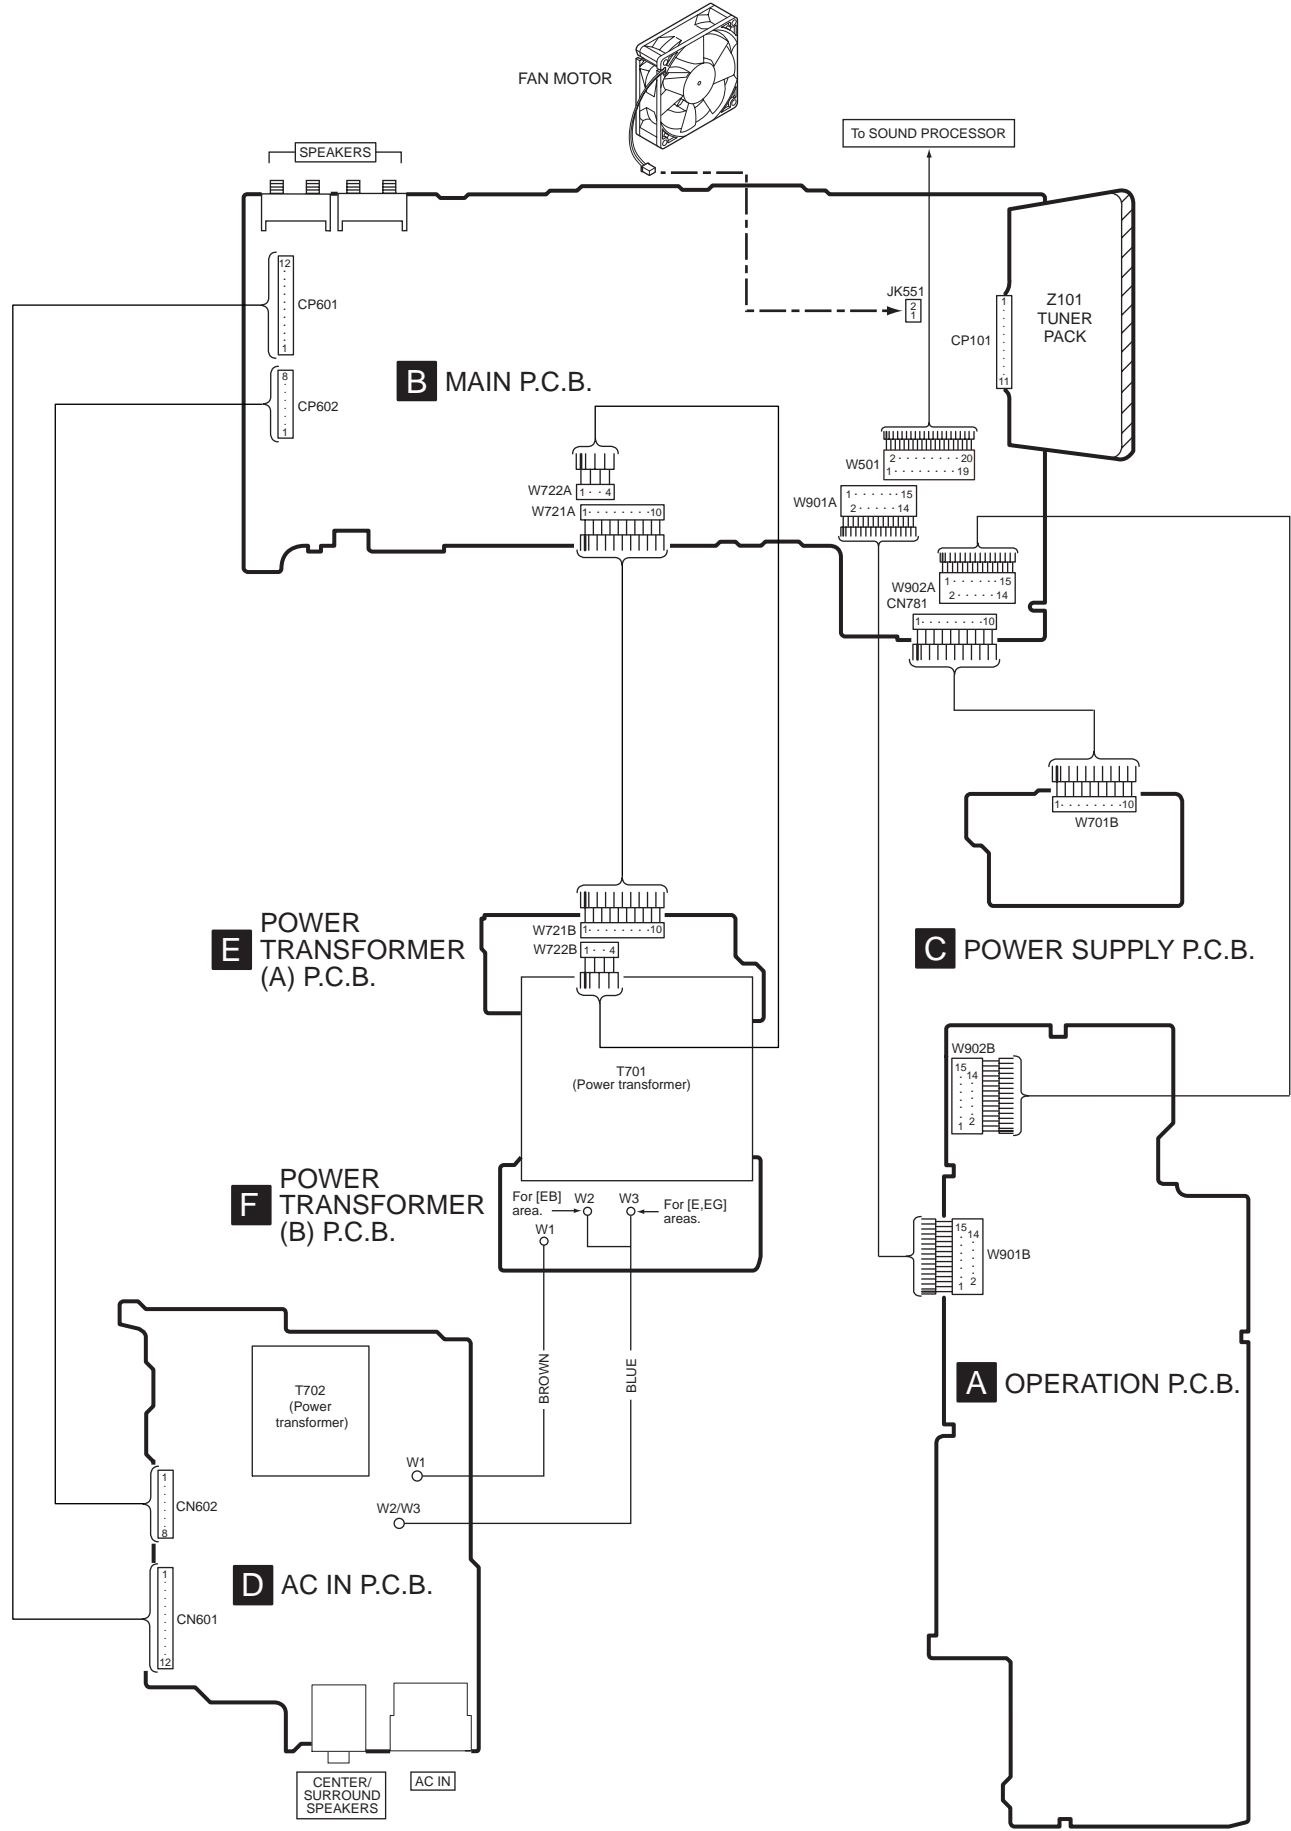 FAN MOTOR
To SOUND PROCESSOR
SPEAKERS
12
CP601
1
8
CP602
1
B MAIN P.C.B.
JK551
2
1
CP101
1
11
Z101
TUNER
PACK
W722A 1 · · 4
W721A 1 · · · · · · · · 10
W501
2 · · · · · · · · 20
1 · · · · · · · · 19
W901A
1 · · · · · · 15
2 · · · · · 14
W902A
1 · · · · · · 15
2 · · · · · 14
CN781
1 · · · · · · · · 10
1 · · · · · · · · 10
W701B
C POWER SUPPLY P.C.B.
E POWER
TRANSFORMER
(A) P.C.B.
W721B 1 · · · · · · · · 10
W722B 1 · · 4
T701
(Power transformer)
W902B
15
14
2
1
F POWER
TRANSFORMER
(B) P.C.B.
For [EB]
area.
W2
W3
For [E,EG]
areas.
W1
15
14
2
1
W901B
BROWN
BLUE
A OPERATION P.C.B.
T702
(Power
transformer)
W1
W2/W3
1
CN602
8
D AC IN P.C.B.
1
CN601
12
CENTER/
SURROUND
SPEAKERS
AC IN